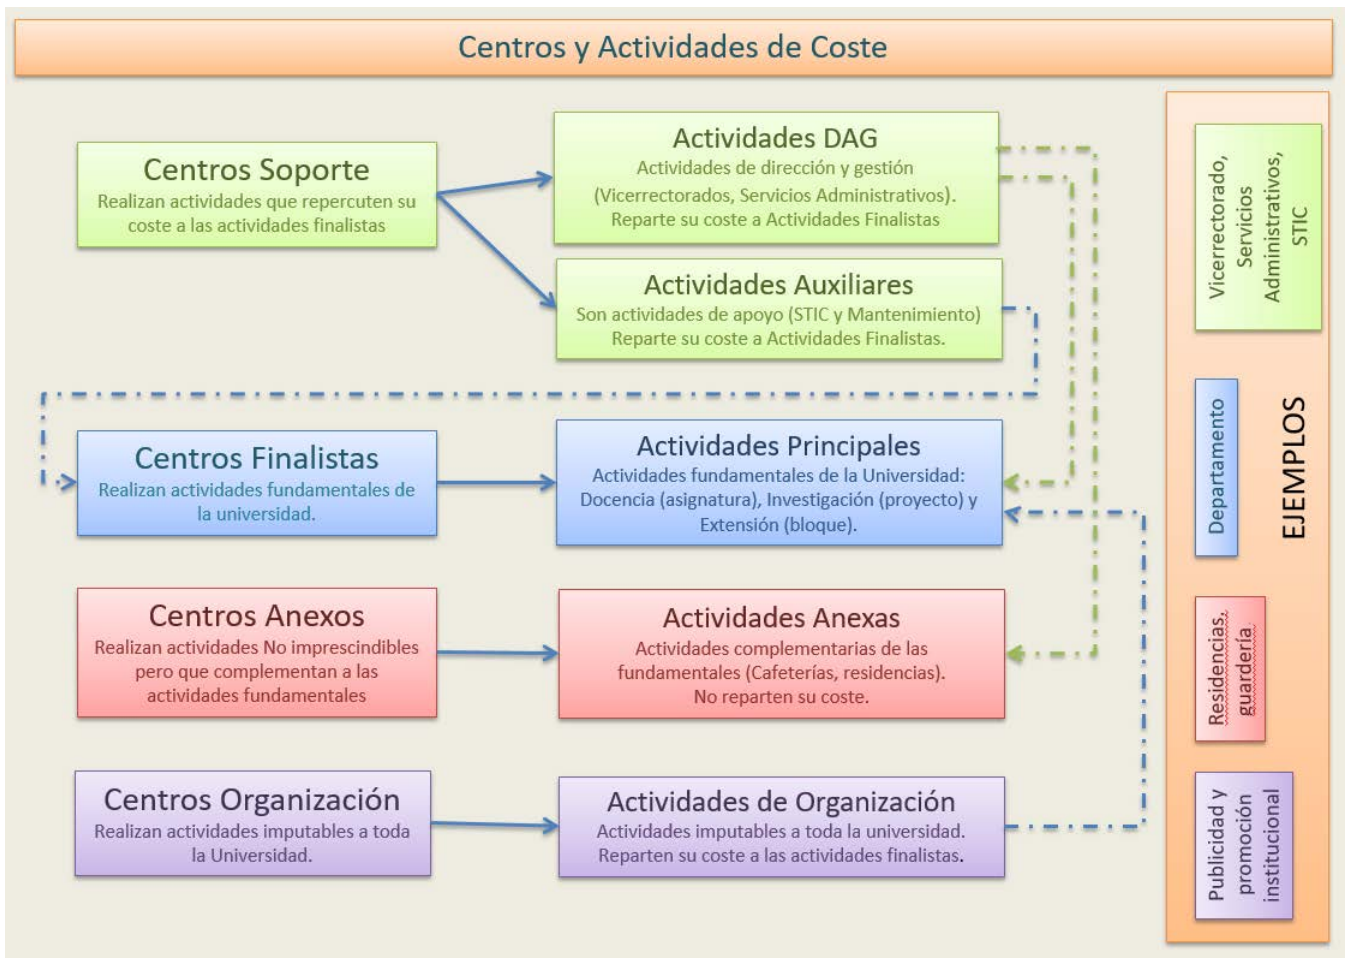 Centros y Actividades de Coste
Centros Soporte
Realizan actividades que repercuten su
coste a las actividades finalistas
Actividades DAG
Actividades de dirección y gestión
(Vicerrectorados, Servicios Administrativos).
Reparte su coste a Actividades Finalistas
Actividades Auxiliares
Son actividades de apoyo (STIC y Mantenimiento)
Reparte su coste a Actividades Finalistas.
Centros Finalistas
Realizan actividades fundamentales de
la universidad.
Actividades Principales
Actividades fundamentales de la Universidad:
Docencia (asignatura), Investigación (proyecto) y
Extensión (bloque).
Centros Anexos
Realizan actividades No imprescindibles
pero que complementan a las
actividades fundamentales
Actividades Anexas
Actividades complementarias de las
fundamentales (Cafeterías, residencias).
No reparten su coste.
Centros Organización
Realizan actividades imputables a toda
la Universidad.
Actividades de Organización
Actividades imputables a toda la universidad.
Reparten su coste a las actividades finalistas.
EJEMPLOS
Vicerrectorado,
Servicios
Administrativos,
STIC
Departamento
Residencias,
guardería
Publicidad y
promoción
institucional